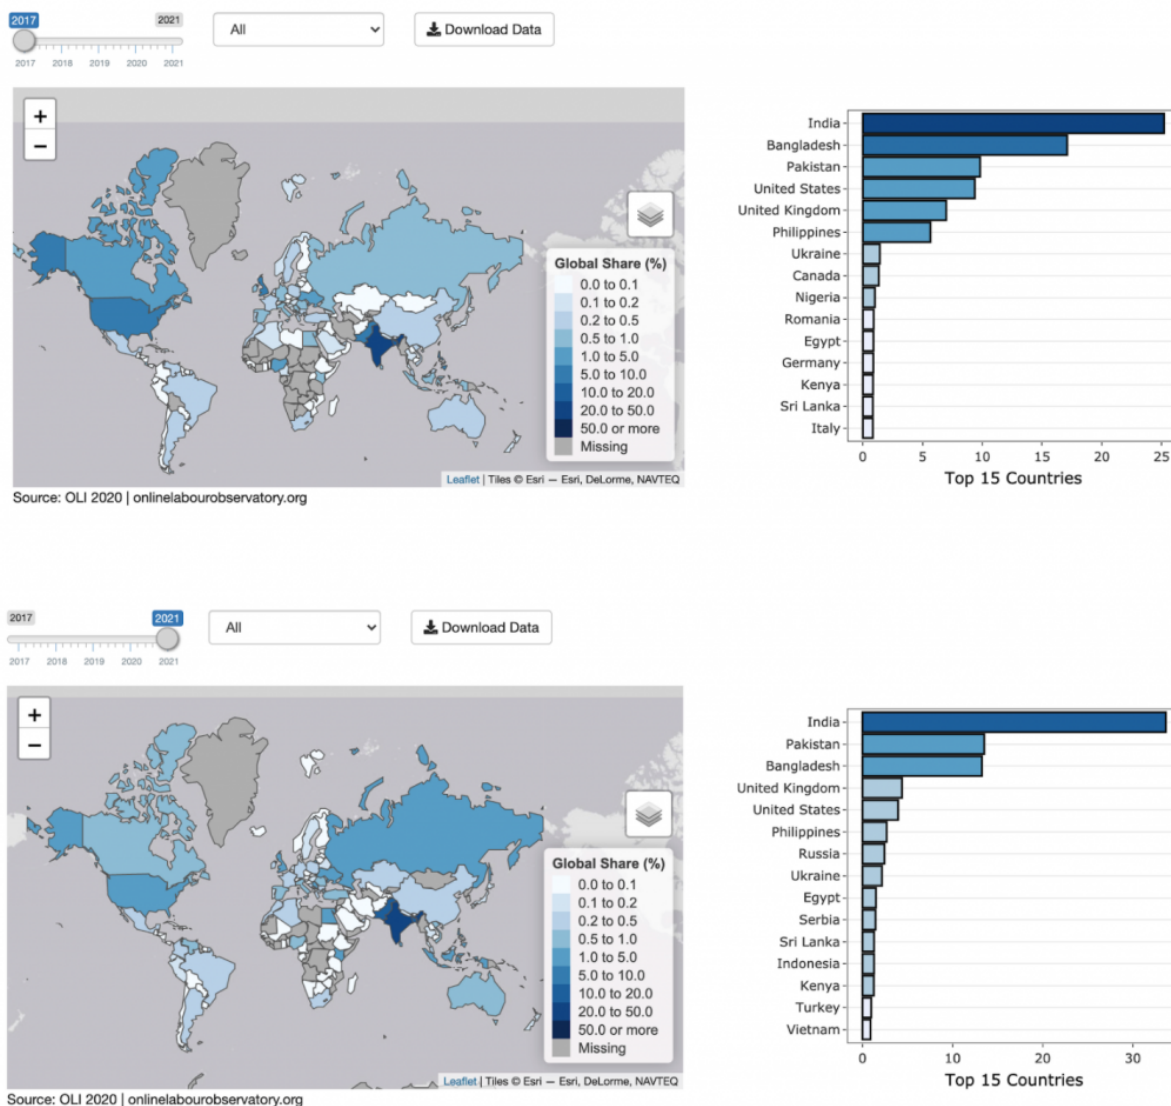 2017 2021
All
Download Data
2017 2018 2019 2020 2021
+
−
Global Share (%)
0.0 to 0.1
0.1 to 0.2
0.2 to 0.5
0.5 to 1.0
1.0 to 5.0
5.0 to 10.0
10.0 to 20.0
20.0 to 50.0
50.0 or more
Missing
Leaflet | Tiles © Esri — Esri, DeLorme, NAVTEQ
Source: OLI 2020 | onlinelabourobservatory.org
India
Bangladesh
Pakistan
United States
United Kingdom
Philippines
Ukraine
Canada
Nigeria
Romania
Egypt
Germany
Kenya
Sri Lanka
Italy
0 5 10 15 20 25
Top 15 Countries
2017 2021
All
Download Data
2017 2018 2019 2020 2021
+
−
Global Share (%)
0.0 to 0.1
0.1 to 0.2
0.2 to 0.5
0.5 to 1.0
1.0 to 5.0
5.0 to 10.0
10.0 to 20.0
20.0 to 50.0
50.0 or more
Missing
Leaflet | Tiles © Esri — Esri, DeLorme, NAVTEQ
Source: OLI 2020 | onlinelabourobservatory.org
India
Pakistan
Bangladesh
United Kingdom
United States
Philippines
Russia
Ukraine
Egypt
Serbia
Sri Lanka
Indonesia
Kenya
Turkey
Vietnam
0 10 20 30
Top 15 Countries